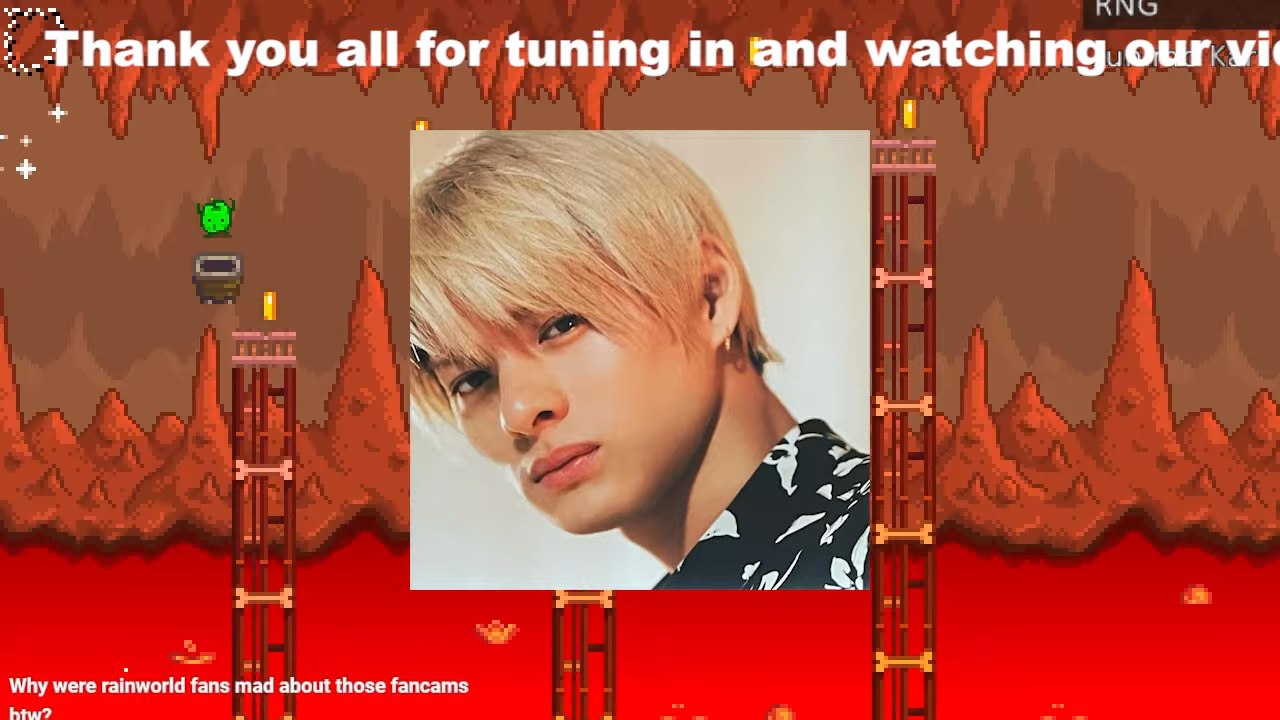 RNG
Thank you all for tuning in and watching our vi
Why were rainworld fans mad about those fancams
btw?